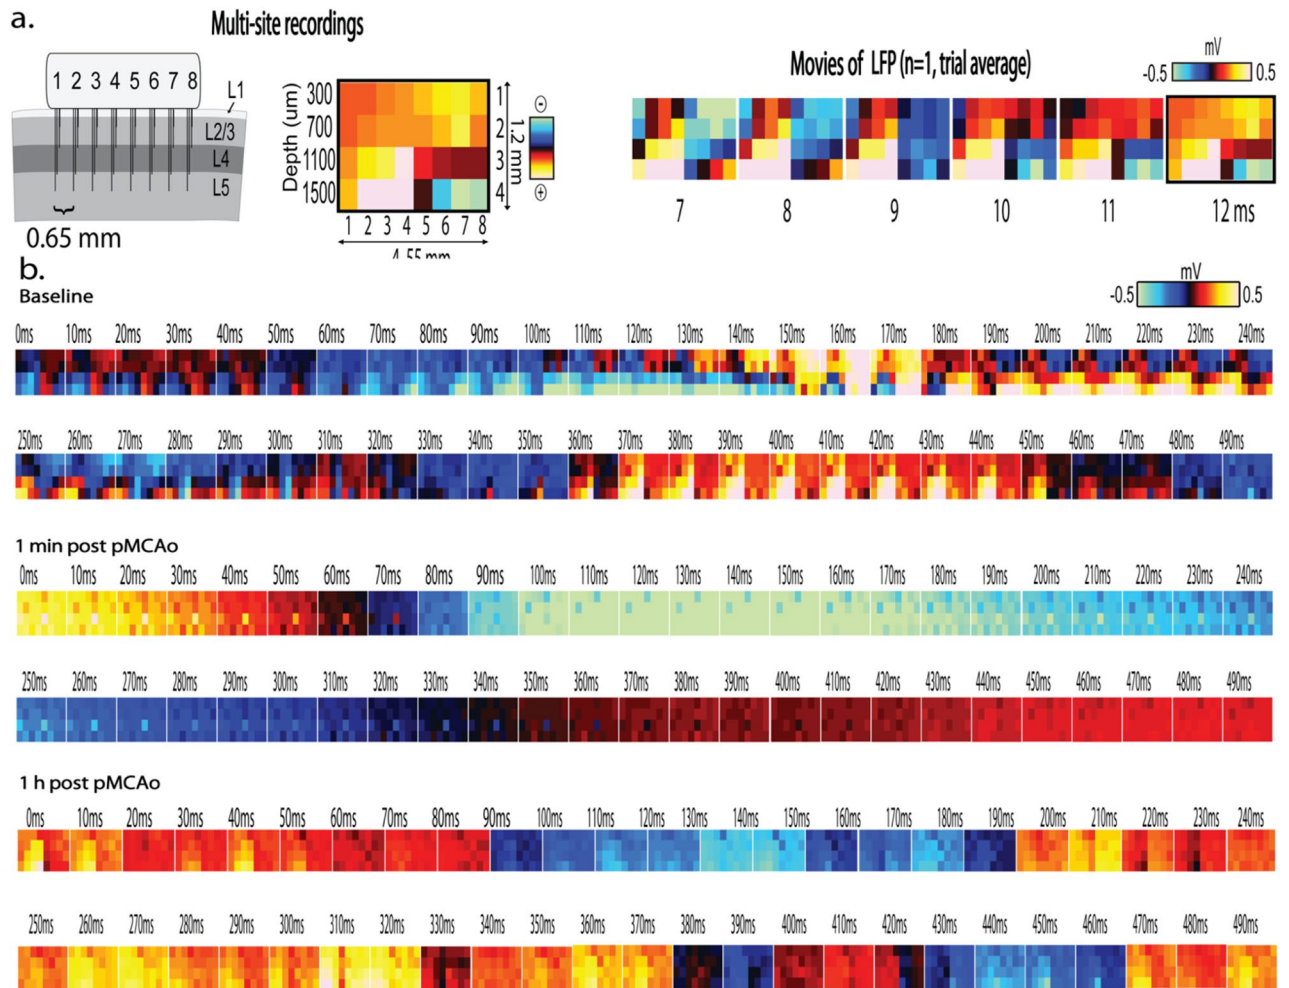 a.
Multi-site recordings
1 2 3 4 5 6 7 8
L1
L2/3
L4
L5
0.65 mm
Depth (um)
300
700
1100
1500
1 2 3 4 5 6 7 8
1
2
3
4
1.2 mm
4.55 mm
Movies of LFP (n=1, trial average)
mV
-0.5 0.5
7 8 9 10 11 12 ms
b.
Baseline
mV
-0.5 0.5
0ms 10ms 20ms 30ms 40ms 50ms 60ms 70ms 80ms 90ms 100ms 110ms 120ms 130ms 140ms 150ms 160ms 170ms 180ms 190ms 200ms 210ms 220ms 230ms 240ms
250ms 260ms 270ms 280ms 290ms 300ms 310ms 320ms 330ms 340ms 350ms 360ms 370ms 380ms 390ms 400ms 410ms 420ms 430ms 440ms 450ms 460ms 470ms 480ms 490ms
1 min post pMCAo
0ms 10ms 20ms 30ms 40ms 50ms 60ms 70ms 80ms 90ms 100ms 110ms 120ms 130ms 140ms 150ms 160ms 170ms 180ms 190ms 200ms 210ms 220ms 230ms 240ms
250ms 260ms 270ms 280ms 290ms 300ms 310ms 320ms 330ms 340ms 350ms 360ms 370ms 380ms 390ms 400ms 410ms 420ms 430ms 440ms 450ms 460ms 470ms 480ms 490ms
1 h post pMCAo
0ms 10ms 20ms 30ms 40ms 50ms 60ms 70ms 80ms 90ms 100ms 110ms 120ms 130ms 140ms 150ms 160ms 170ms 180ms 190ms 200ms 210ms 220ms 230ms 240ms
250ms 260ms 270ms 280ms 290ms 300ms 310ms 320ms 330ms 340ms 350ms 360ms 370ms 380ms 390ms 400ms 410ms 420ms 430ms 440ms 450ms 460ms 470ms 480ms 490ms